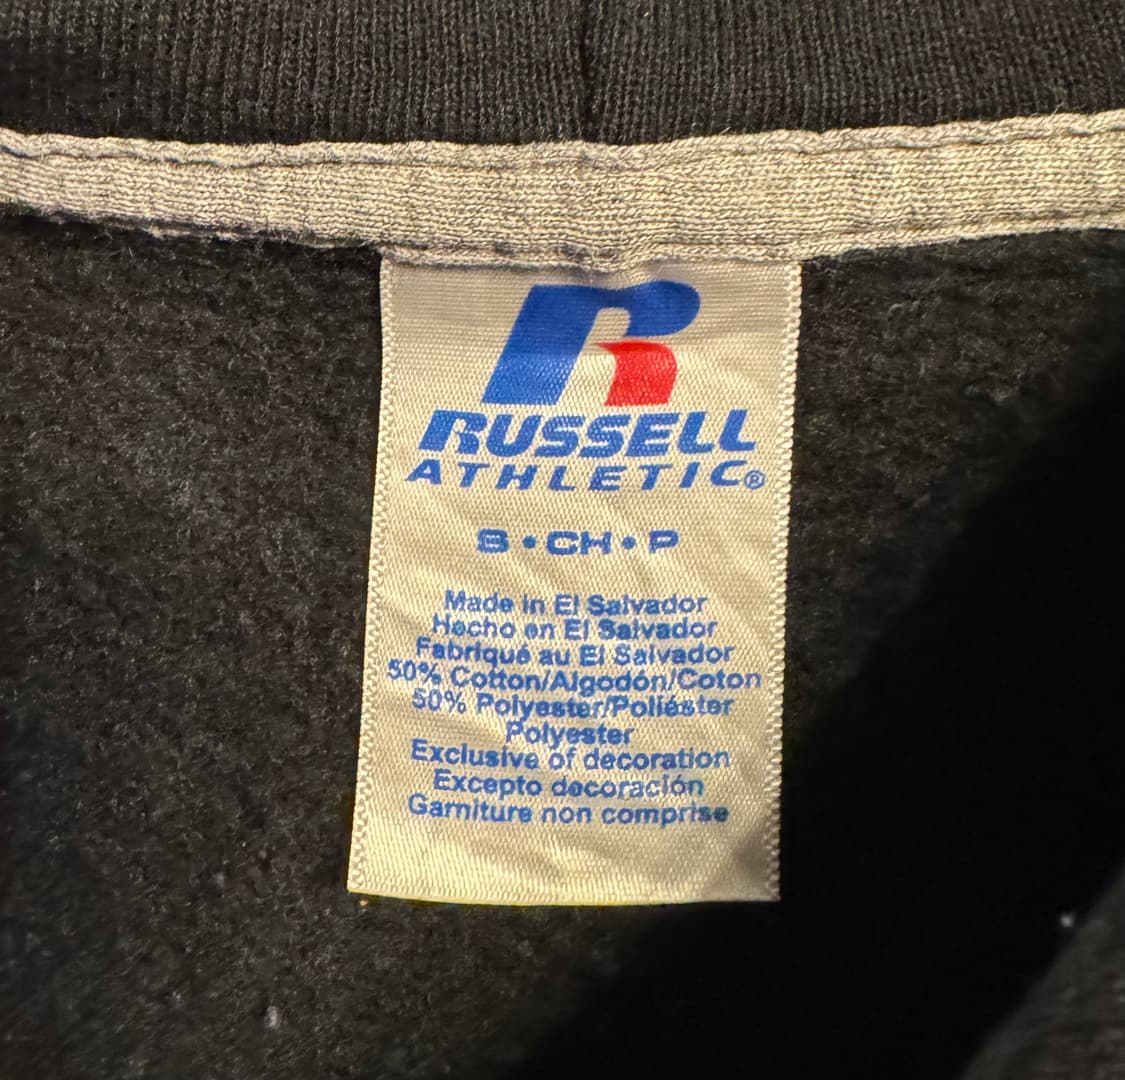 R
RUSSELL
ATHLETIC®
S • CH • P
Made in El Salvador
Hecho en El Salvador
Fabriqué au El Salvador
50% Cotton/Algodón/Coton
50% Polyester/Poliéster
Polyester
Exclusive of decoration
Excepto decoración
Garniture non comprise